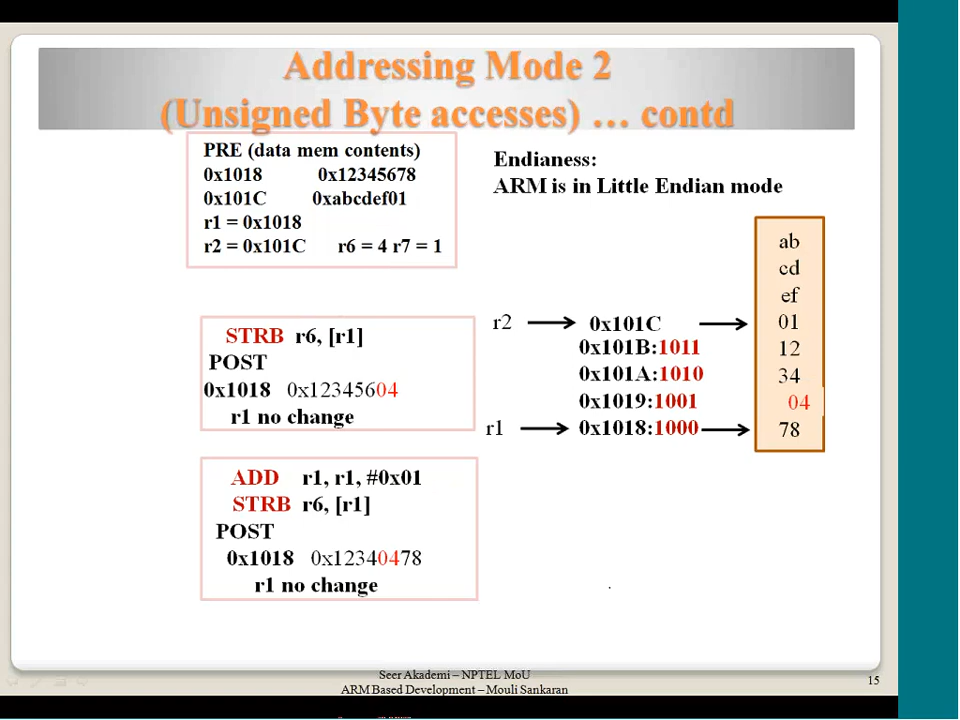 Addressing Mode 2
(Unsigned Byte accesses) … contd
PRE (data mem contents)
0x1018 0x12345678
0x101C 0xabcdef01
r1 = 0x1018
r2 = 0x101C r6 = 4 r7 = 1
Endianess:
ARM is in Little Endian mode
STRB r6, [r1]
POST
0x1018 0x12345604
r1 no change
ADD r1, r1, #0x01
STRB r6, [r1]
POST
0x1018 0x12340478
r1 no change
r2 0x101C
0x101B:1011
0x101A:1010
0x1019:1001
r1 0x1018:1000
ab
cd
ef
01
12
34
04
78
Seer Akademi – NPTEL MoU
ARM Based Development – Mouli Sankaran
15